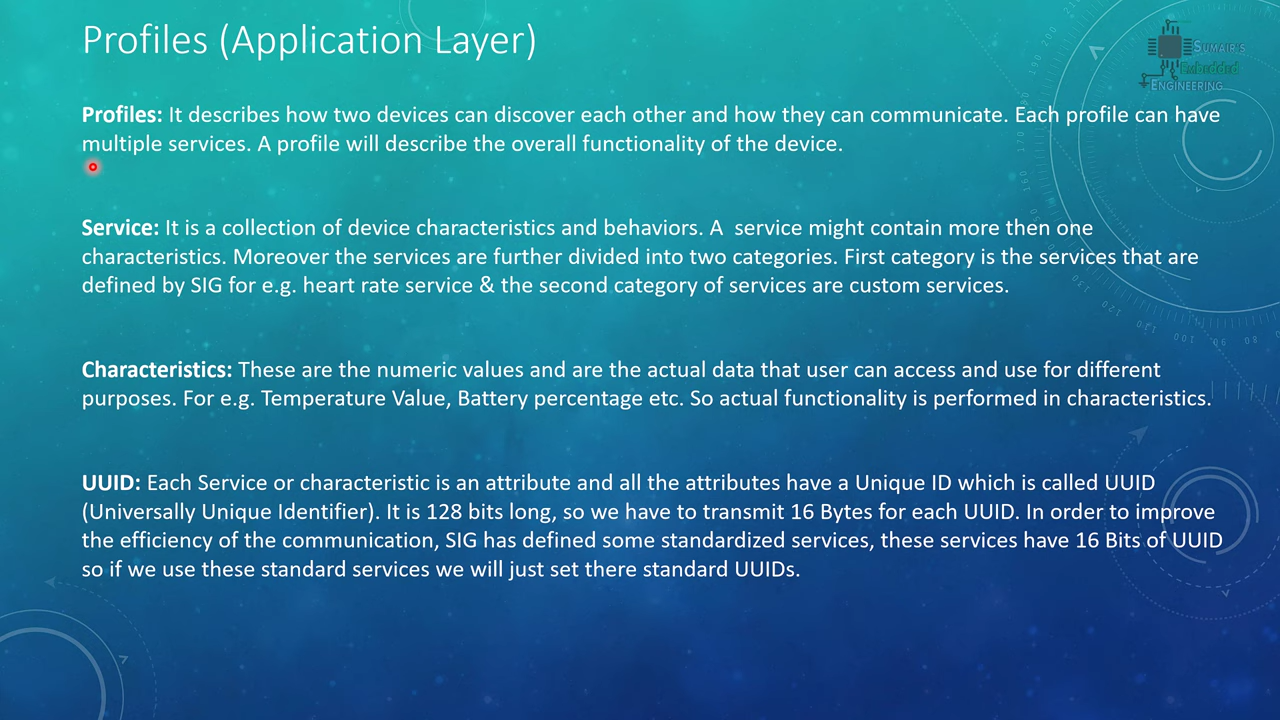 Profiles (Application Layer)
SUMAIR'S
Embedded
ENGINEERING
Profiles: It describes how two devices can discover each other and how they can communicate. Each profile can have
multiple services. A profile will describe the overall functionality of the device.
Service: It is a collection of device characteristics and behaviors. A  service might contain more then one
characteristics. Moreover the services are further divided into two categories. First category is the services that are
defined by SIG for e.g. heart rate service & the second category of services are custom services.
Characteristics: These are the numeric values and are the actual data that user can access and use for different
purposes. For e.g. Temperature Value, Battery percentage etc. So actual functionality is performed in characteristics.
UUID: Each Service or characteristic is an attribute and all the attributes have a Unique ID which is called UUID
(Universally Unique Identifier). It is 128 bits long, so we have to transmit 16 Bytes for each UUID. In order to improve
the efficiency of the communication, SIG has defined some standardized services, these services have 16 Bits of UUID
so if we use these standard services we will just set there standard UUIDs.